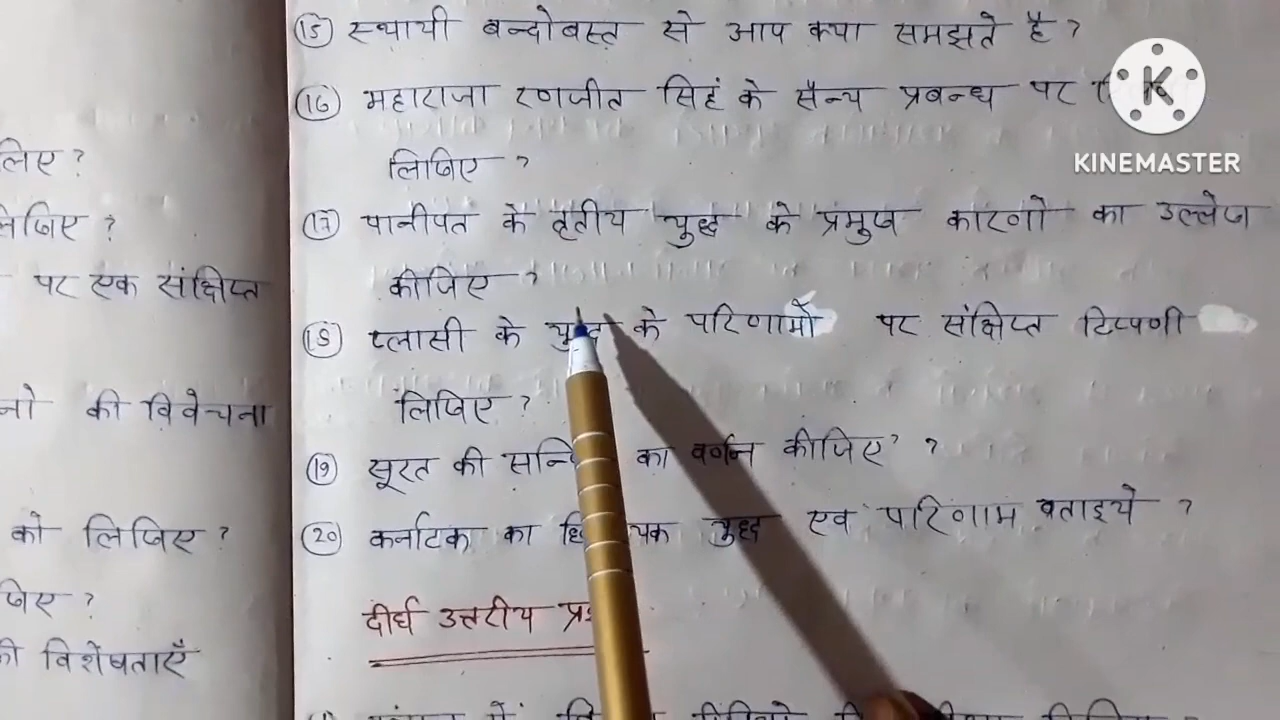 ⑮ स्थायी बन्दोबस्त से आप क्या समझते है ?
⑯ महाराजा रणजीत सिहं के सैन्य प्रबन्ध पर
KINEMASTER
लिए ?
लिखिए ?
लिखिए ?
⑰ पानीपत के तृतीय युद्ध के प्रमुख कारणो का उल्लेख
पर एक संक्षिप्त
कीजिए ?
⑱ प्लासी के युद्ध के परिणामों पर संक्षिप्त टिप्पणी
की विवेचना
लिखिए ?
⑲ सूरत की का वर्णन कीजिए ?
को लिखिए ?
⑳ कर्नाटक का युद्ध एवं परिणाम बताइये ?
दीर्घ उत्तरीय
की विशेषताएँ